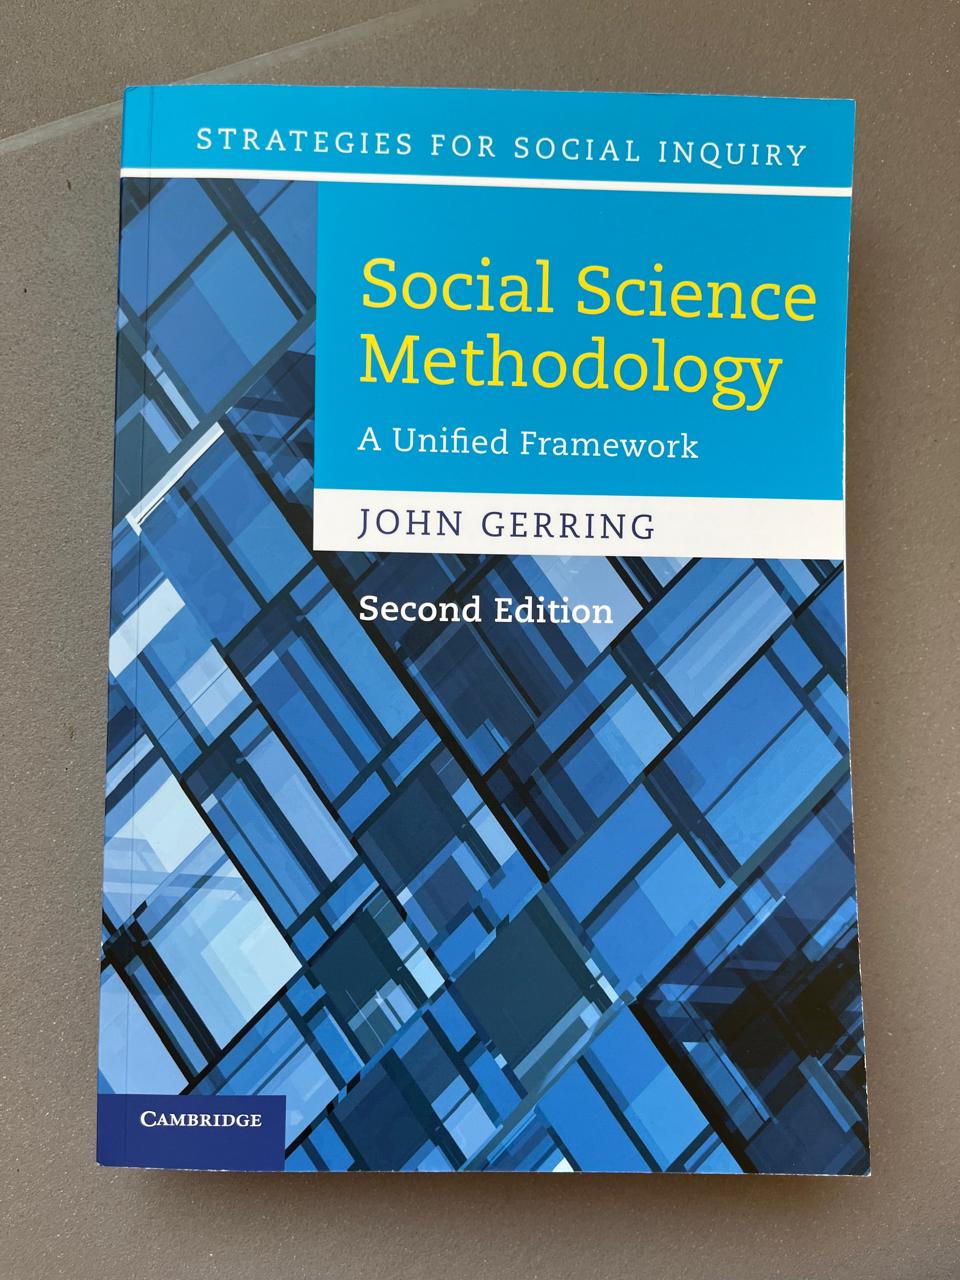 STRATEGIES FOR SOCIAL INQUIRY
Social Science
Methodology
A Unified Framework
JOHN GERRING
Second Edition
CAMBRIDGE